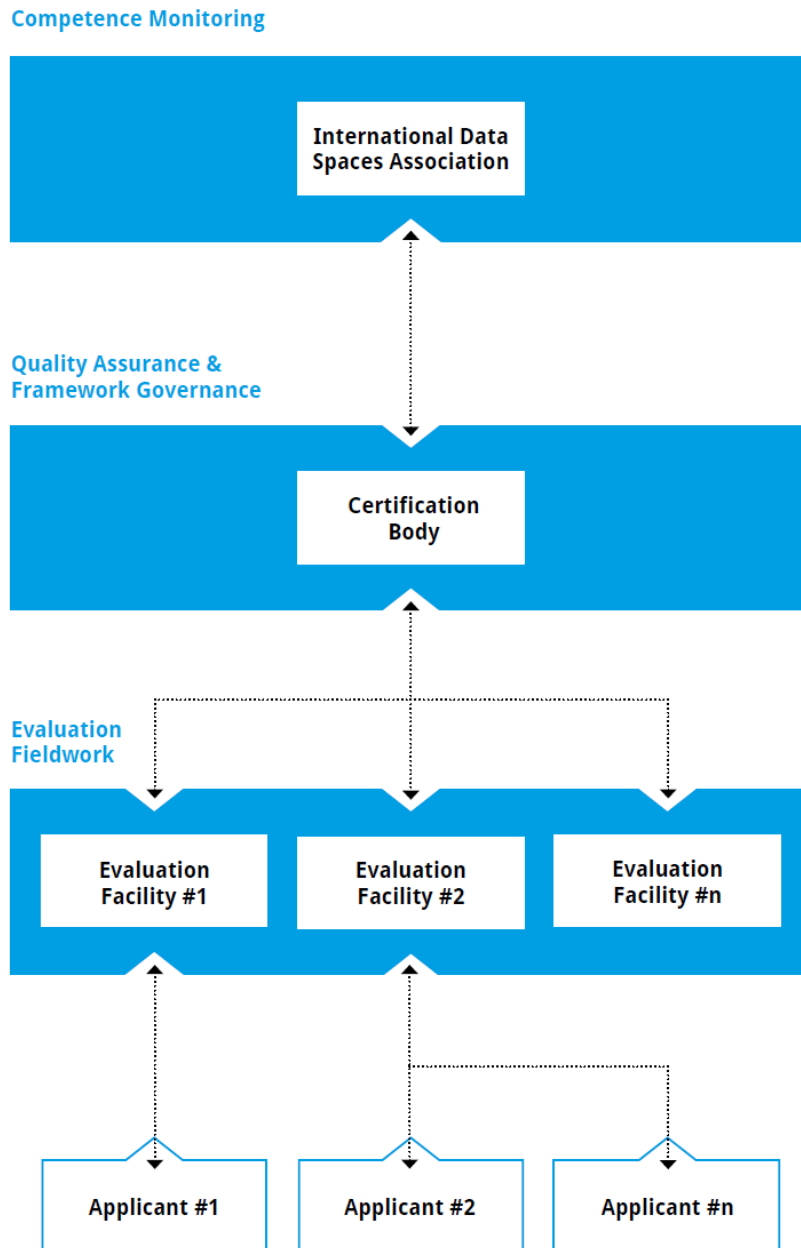 Competence Monitoring
International Data
Spaces Association
Quality Assurance &
Framework Governance
Certification
Body
Evaluation
Fieldwork
Evaluation
Facility #1
Evaluation
Facility #2
Evaluation
Facility #n
Applicant #1
Applicant #2
Applicant #n